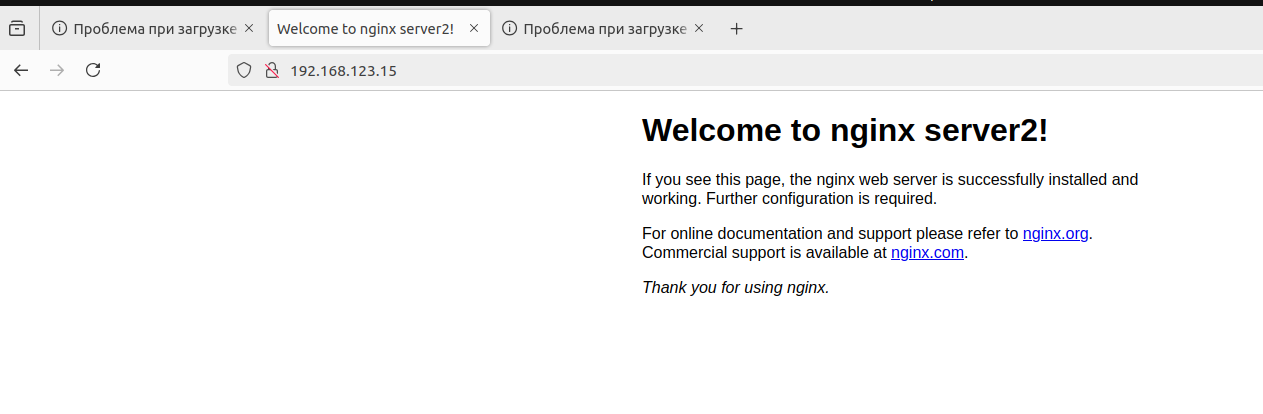 Проблема при загрузке
Welcome to nginx server2!
Проблема при загрузке
192.168.123.15
Welcome to nginx server2!
If you see this page, the nginx web server is successfully installed and
working. Further configuration is required.
For online documentation and support please refer to nginx.org.
Commercial support is available at nginx.com.
Thank you for using nginx.